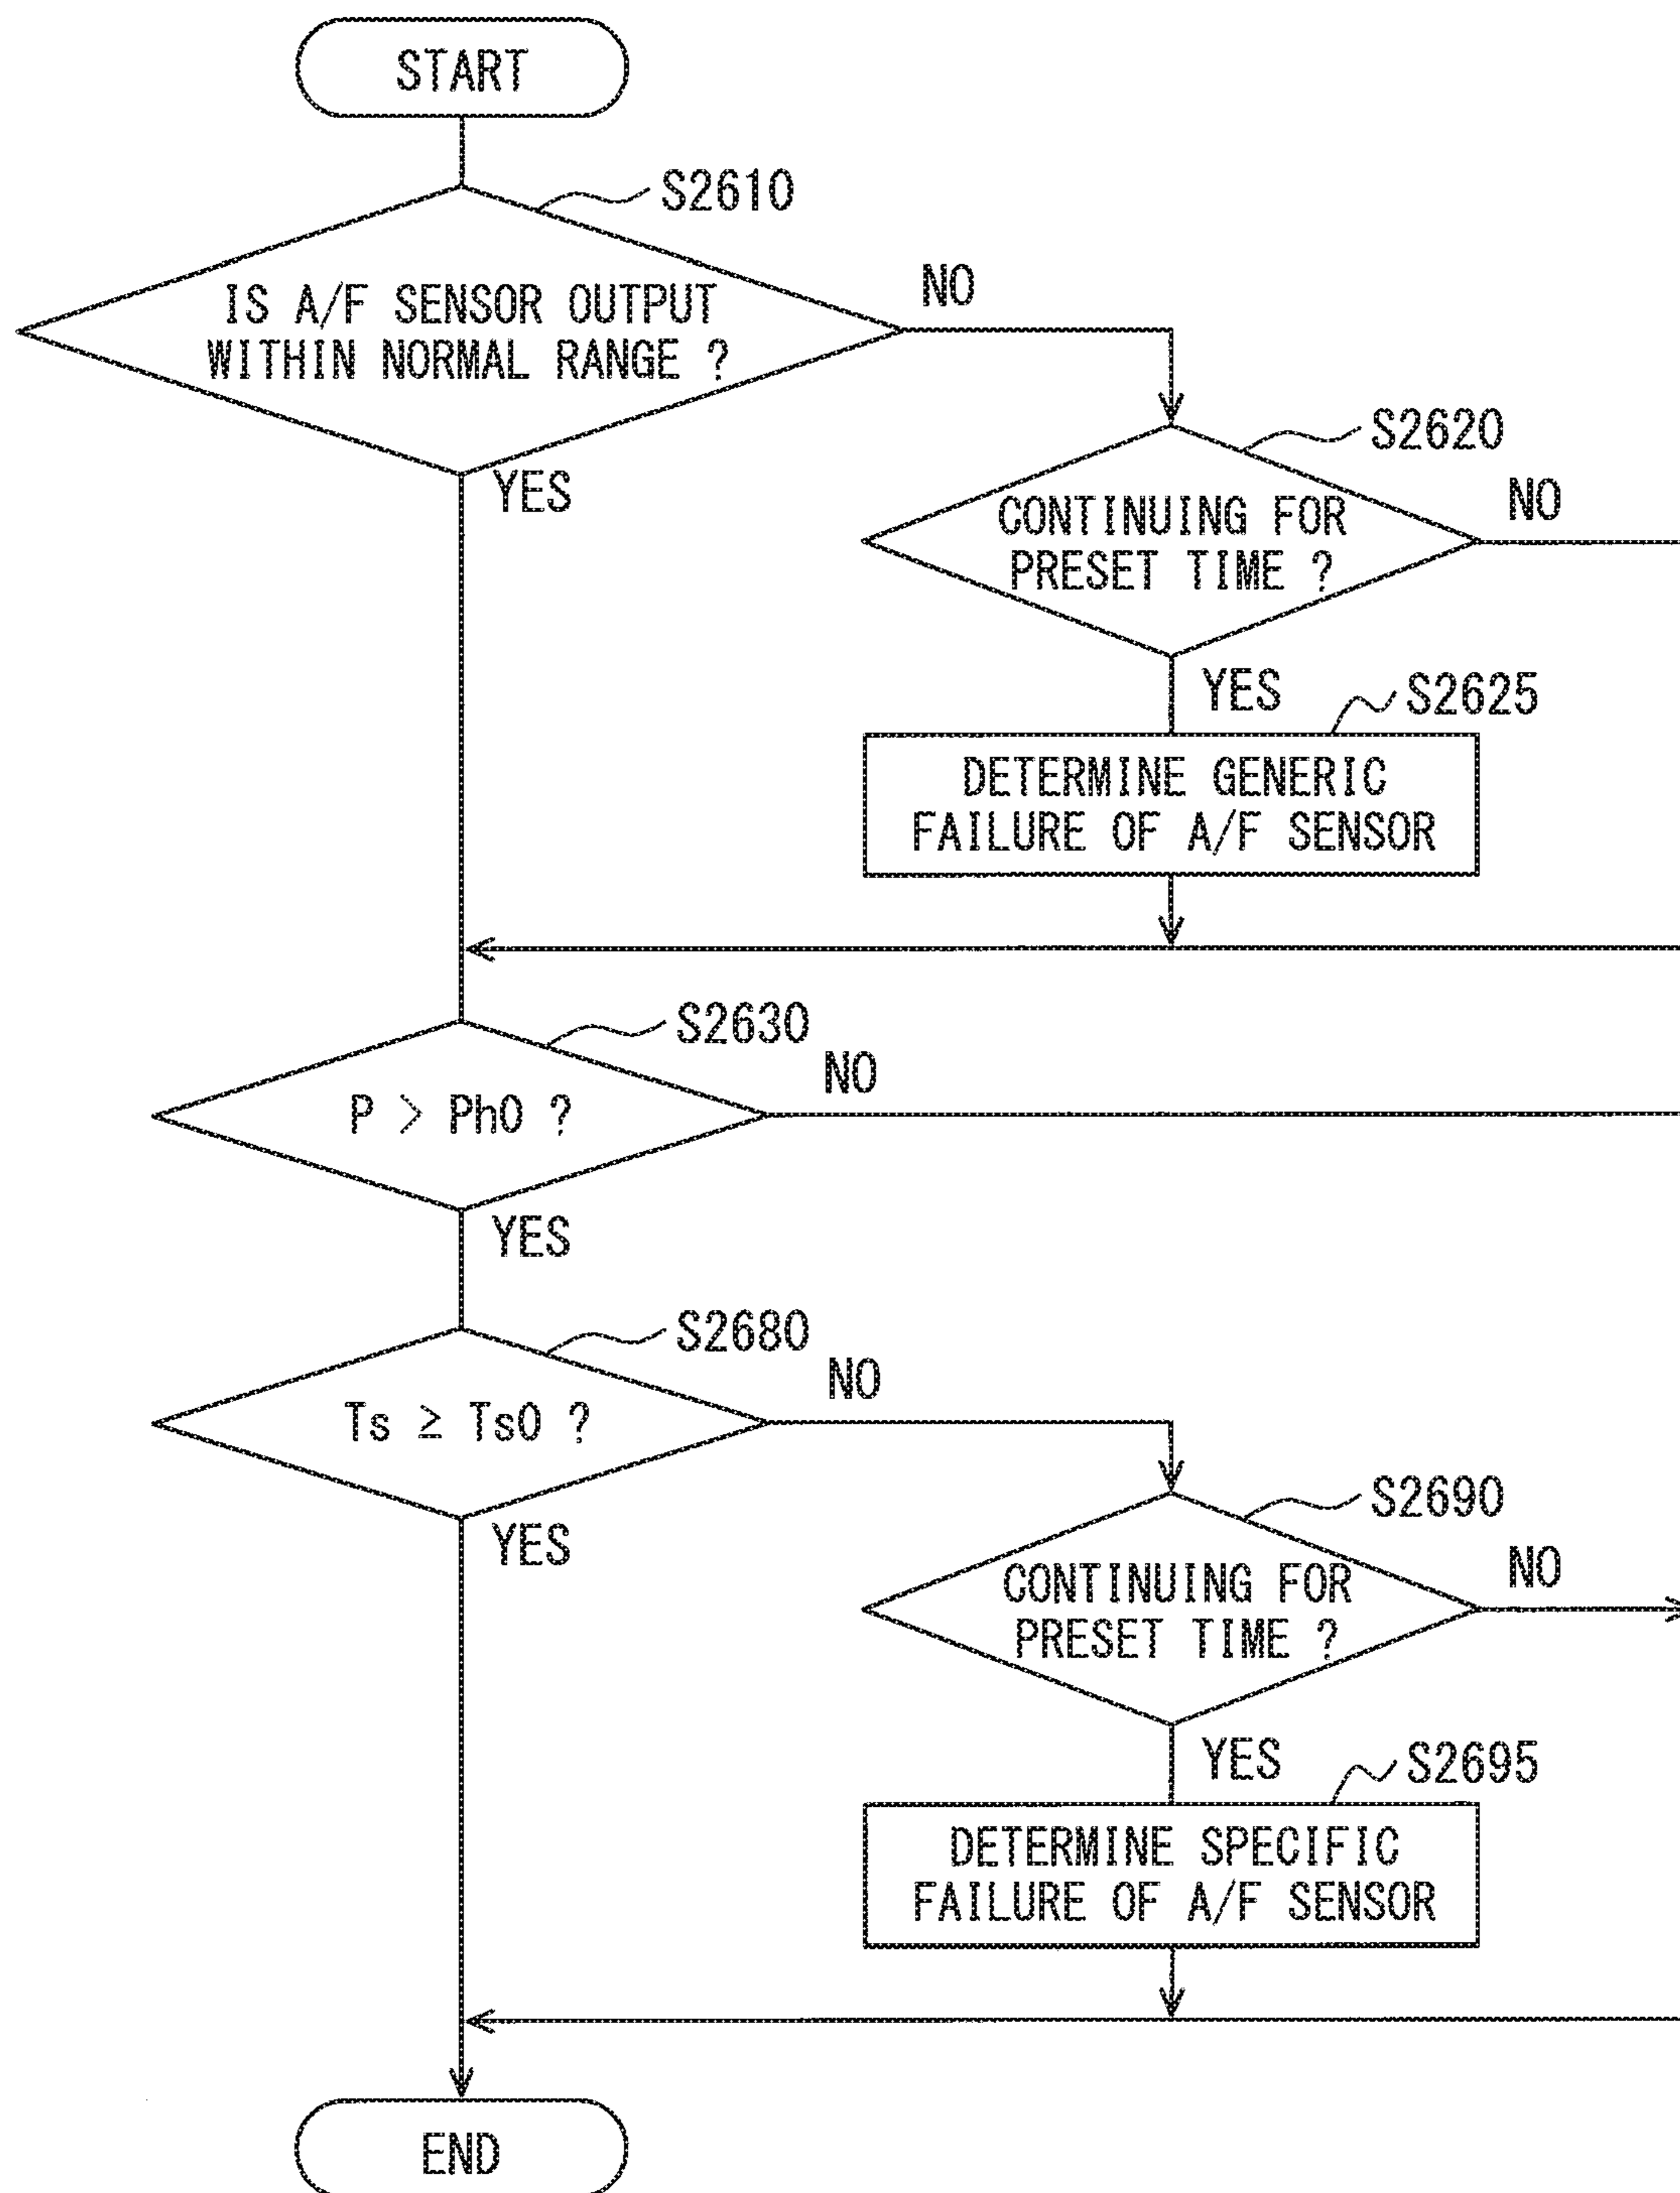 START
S2610
IS A/F SENSOR OUTPUT
WITHIN NORMAL RANGE ?
NO
YES
S2620
CONTINUING FOR
PRESET TIME ?
NO
YES
S2625
DETERMINE GENERIC
FAILURE OF A/F SENSOR
S2630
P > Ph0 ?
NO
YES
S2680
Ts ≥ Ts0 ?
NO
YES
S2690
CONTINUING FOR
PRESET TIME ?
NO
YES
S2695
DETERMINE SPECIFIC
FAILURE OF A/F SENSOR
END